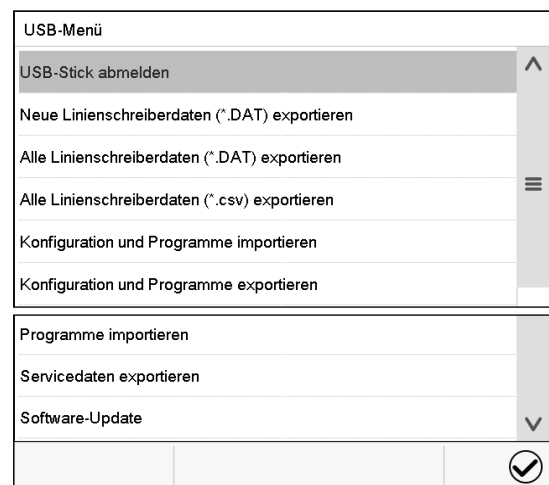 USB-Menü
USB-Stick abmelden
Neue Linienschreiberdaten (*.DAT) exportieren
Alle Linienschreiberdaten (*.DAT) exportieren
Alle Linienschreiberdaten (*.csv) exportieren
Konfiguration und Programme importieren
Konfiguration und Programme exportieren
Programme importieren
Servicedaten exportieren
Software-Update